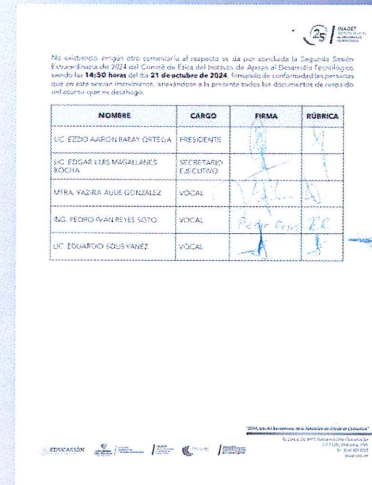 INADET
No existiendo ningún otro comentario al respecto se da por concluida la Segunda Sesión
Extraordinaria de 2024 del Comité de Ética del Instituto de Apoyo al Desarrollo Tecnológico,
siendo las 14:50 horas del día 21 de octubre de 2024, firmando de conformidad las personas
que en esta sesión intervinieron, anexándose a la presente todos los documentos de respaldo
del asunto que se desahogó.
NOMBRE CARGO FIRMA RÚBRICA
LIC. EZZIO AARON BARAY ORTEGA PRESIDENTE
LIC. EDGAR LUIS MAGALLANES ROCHA SECRETARIO EJECUTIVO
MTRA. YAZIRA AUDE GONZÁLEZ VOCAL
ING. PEDRO IVAN REYES SOTO VOCAL
LIC. EDUARDO SOLIS YAÑEZ VOCAL
"2024, Año del Bicentenario de la fundación del Estado de Chihuahua"
EDUCACIÓN